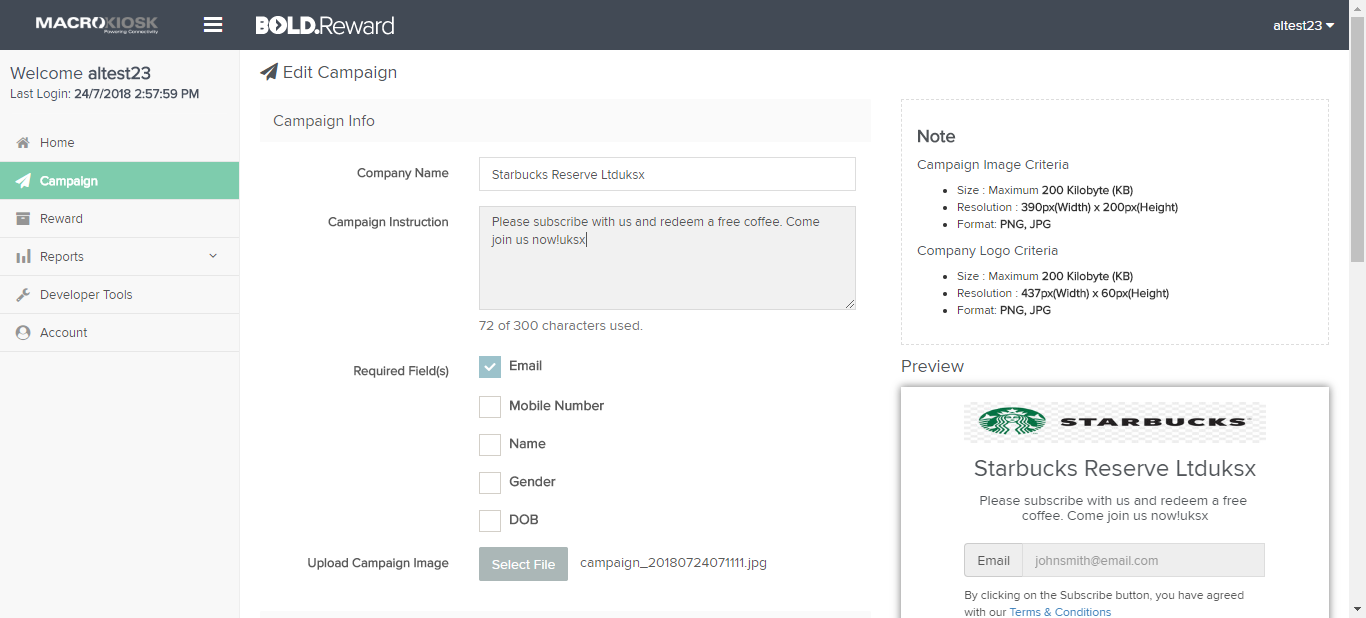 MACROKIOSK
Powering Connectivity
BOLD.Reward
altest23
Welcome altest23
Last Login: 24/7/2018 2:57:59 PM
Home
Campaign
Reward
Reports
Developer Tools
Account
Edit Campaign
Campaign Info
Company Name
Starbucks Reserve Ltduksx
Campaign Instruction
Please subscribe with us and redeem a free coffee. Come
join us now!uksx
72 of 300 characters used.
Required Field(s)
Email
Mobile Number
Name
Gender
DOB
Upload Campaign Image
Select File
campaign_20180724071111.jpg
Note
Campaign Image Criteria
Size : Maximum 200 Kilobyte (KB)
Resolution : 390px(Width) x 200px(Height)
Format: PNG, JPG
Company Logo Criteria
Size : Maximum 200 Kilobyte (KB)
Resolution : 437px(Width) x 60px(Height)
Format: PNG, JPG
Preview
STARBUCKS
Starbucks Reserve Ltduksx
Please subscribe with us and redeem a free
coffee. Come join us now!uksx
Email
johnsmith@email.com
By clicking on the Subscribe button, you have agreed
with our Terms & Conditions